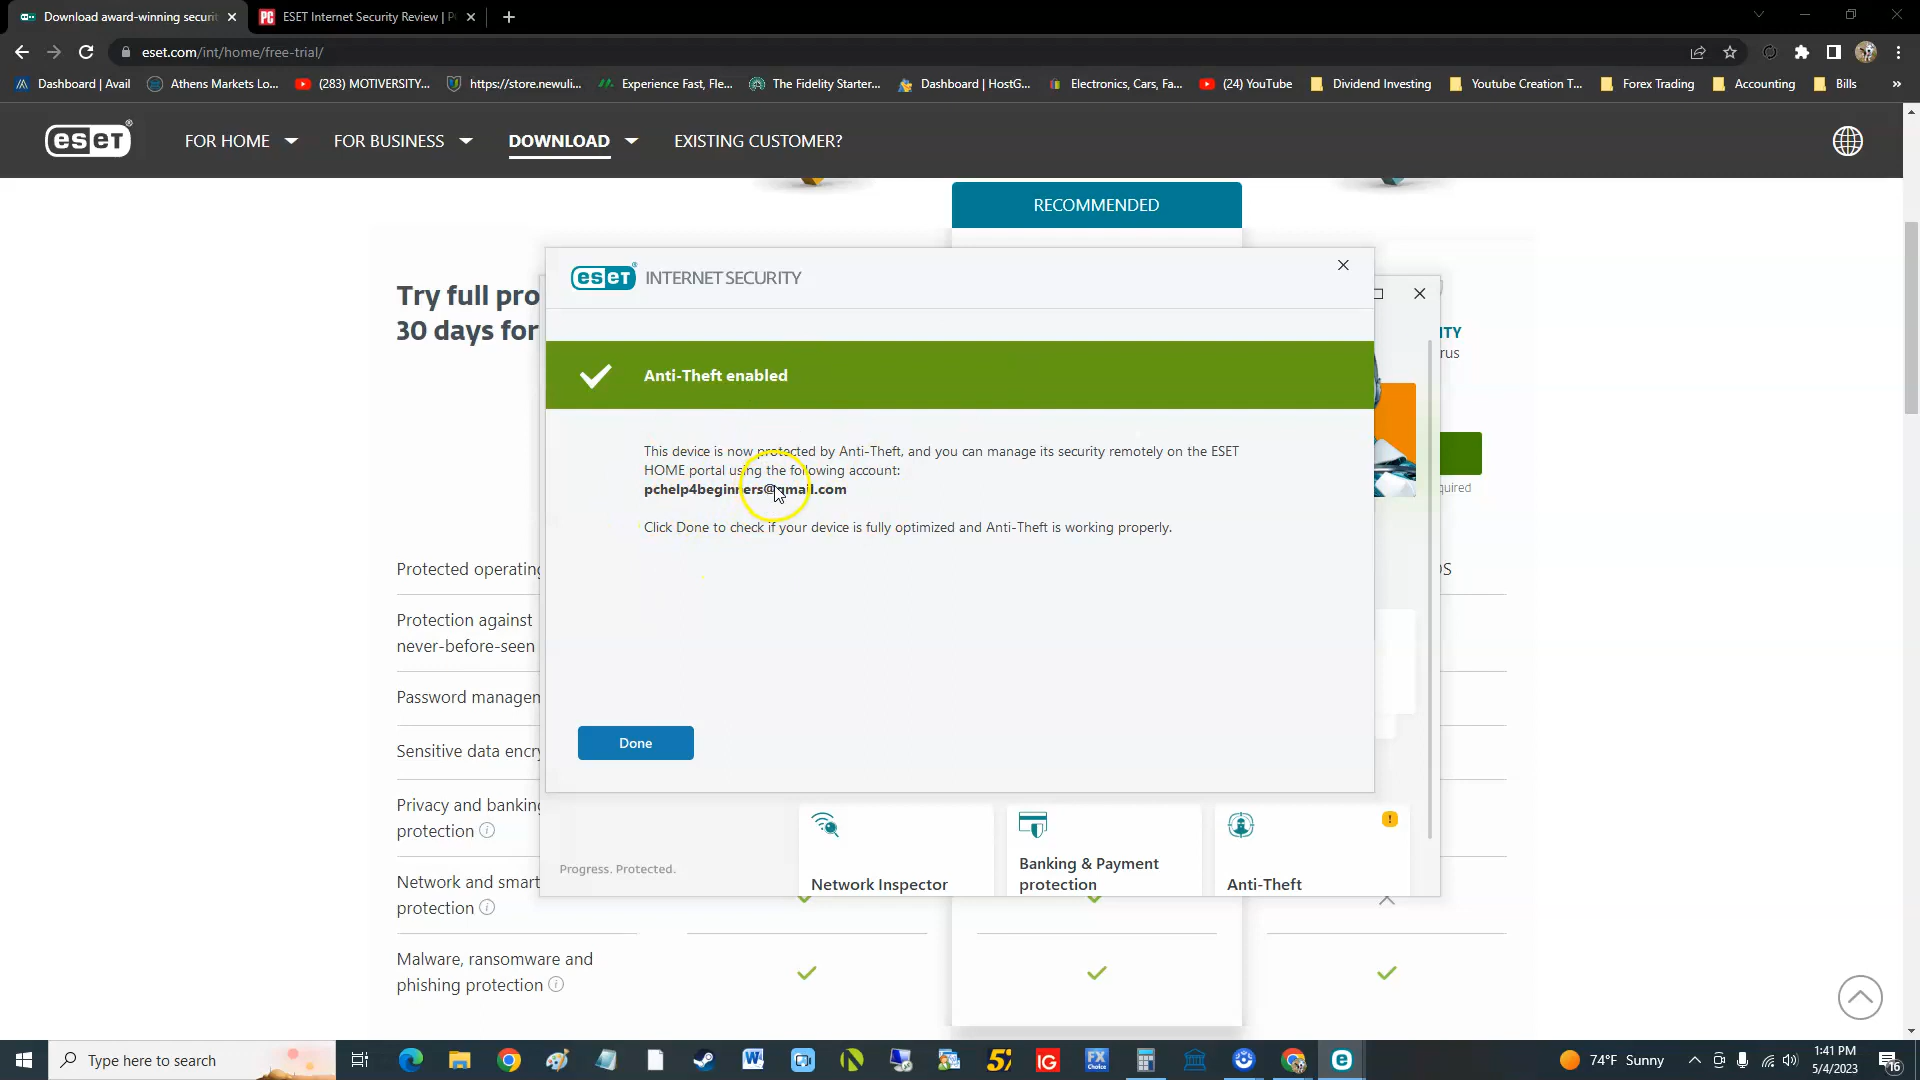 Download award-winning securi
ESET Internet Security Review | P
eset.com/int/home/free-trial/
Dashboard | Avail
Athens Markets Lo...
(283) MOTIVERSITY...
https://store.newuli...
Experience Fast, Fle...
The Fidelity Starter...
Dashboard | HostG...
Electronics, Cars, Fa...
(24) YouTube
Dividend Investing
Youtube Creation T...
Forex Trading
Accounting
Bills
eset
FOR HOME
FOR BUSINESS
DOWNLOAD
EXISTING CUSTOMER?
RECOMMENDED
Try full pro
30 days for
eset INTERNET SECURITY
ITY
rus
Anti-Theft enabled
This device is now protected by Anti-Theft, and you can manage its security remotely on the ESET
HOME portal using the following account:
pchelp4beginners@gmail.com
quired
Click Done to check if your device is fully optimized and Anti-Theft is working properly.
Protected operating
OS
Protection against
never-before-seen
Password managem
Done
Sensitive data encry
Privacy and banking
protection
Network and smart
protection
Progress. Protected.
Network Inspector
Banking & Payment
protection
Anti-Theft
Malware, ransomware and
phishing protection
Type here to search
74°F Sunny
1:41 PM
5/4/2023
16